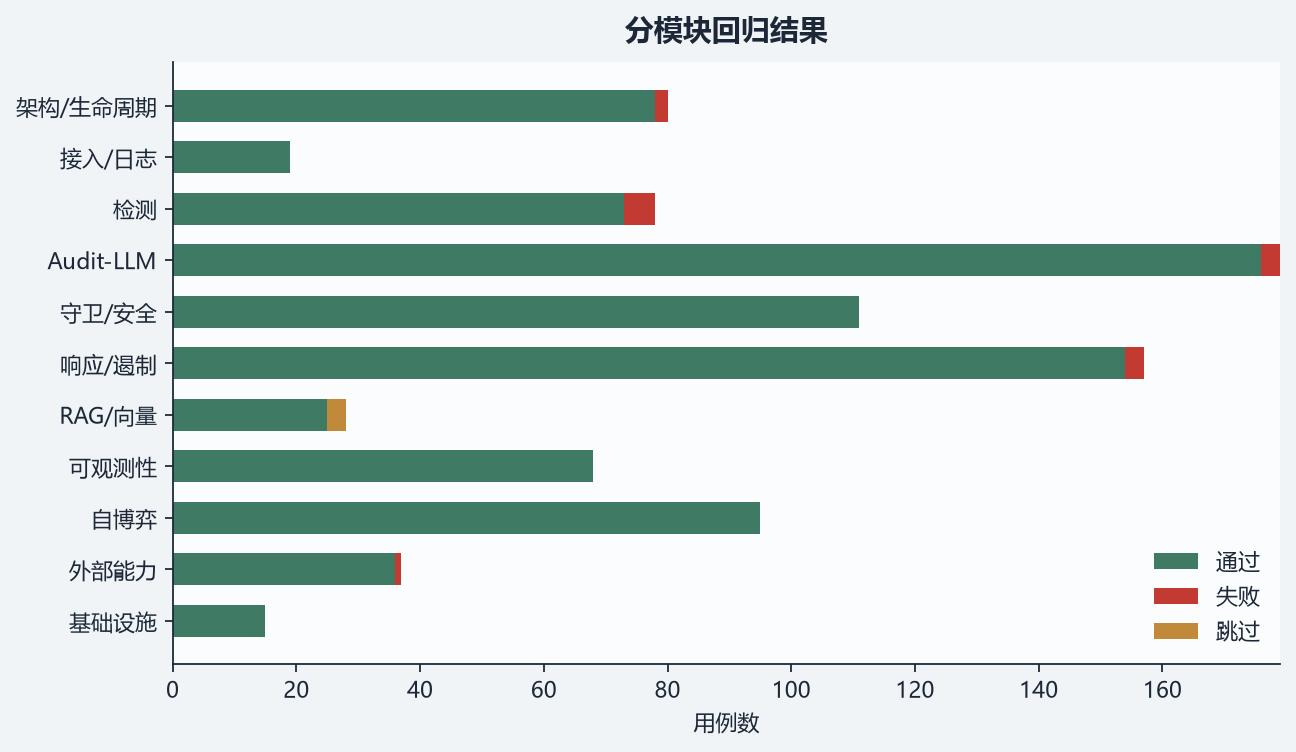 分模块回归结果
架构/生命周期
接入/日志
检测
Audit-LLM
守卫/安全
响应/遏制
RAG/向量
可观测性
自博弈
外部能力
基础设施
通过
失败
跳过
0 20 40 60 80 100 120 140 160
用例数